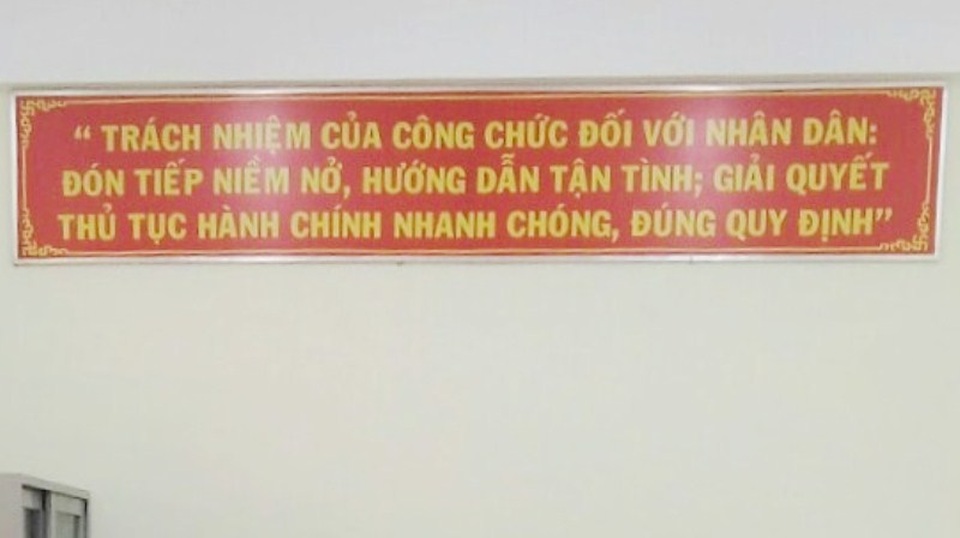 “ TRÁCH NHIỆM CỦA CÔNG CHỨC ĐỐI VỚI NHÂN DÂN:
ĐÓN TIẾP NIỀM NỞ, HƯỚNG DẪN TẬN TÌNH; GIẢI QUYẾT
THỦ TỤC HÀNH CHÍNH NHANH CHÓNG, ĐÚNG QUY ĐỊNH”